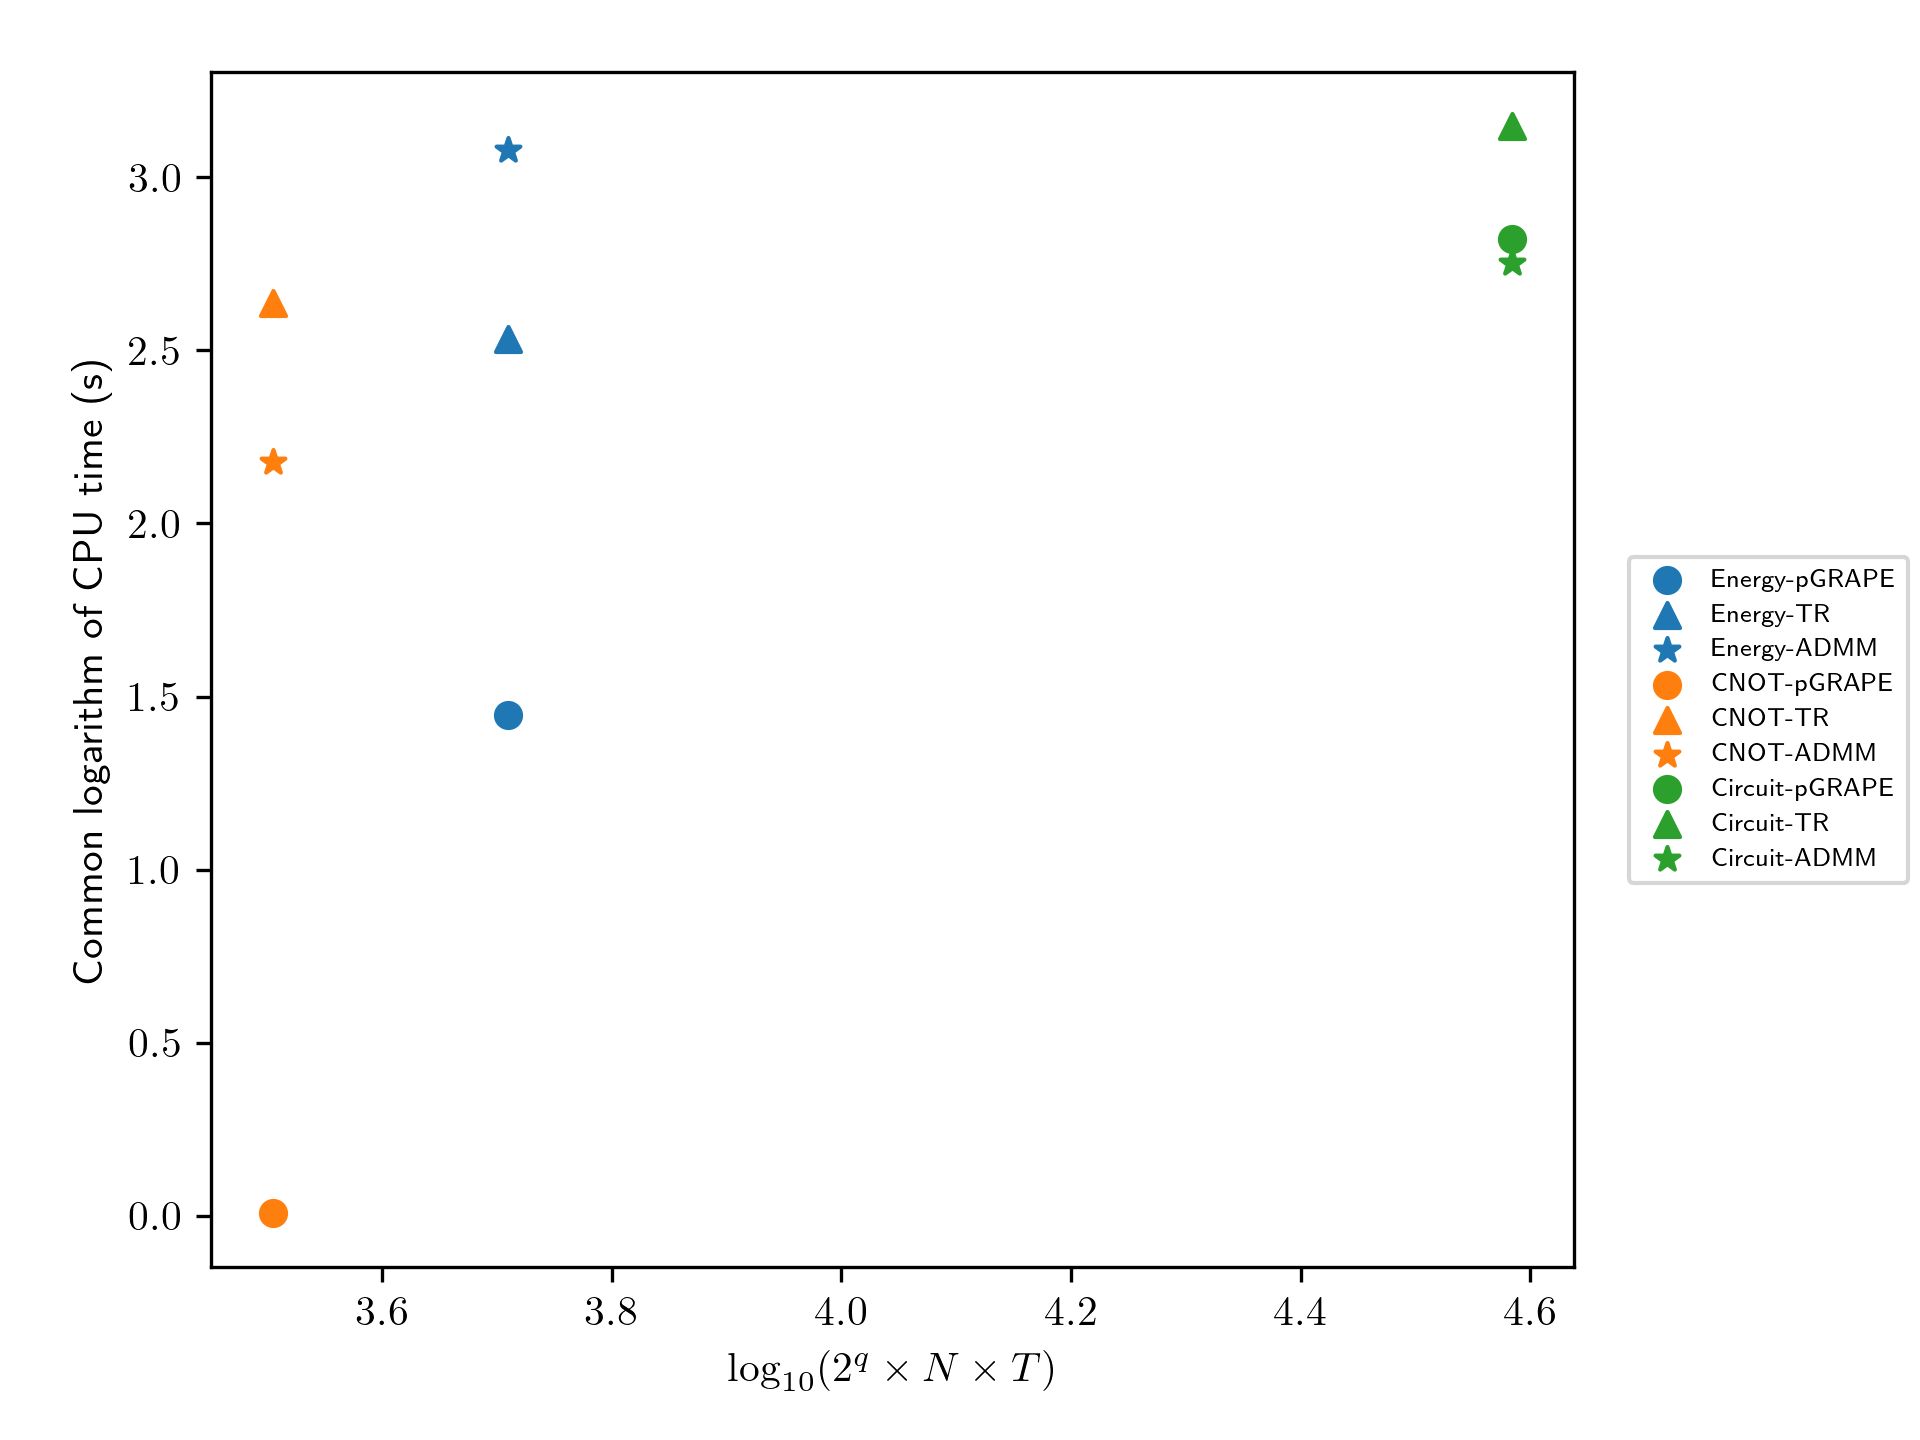 Common logarithm of CPU time (s)
3.0
2.5
2.0
1.5
1.0
0.5
0.0
3.6 3.8 4.0 4.2 4.4 4.6
log₁₀(2^q × N × T)
Energy-pGRAPE
Energy-TR
Energy-ADMM
CNOT-pGRAPE
CNOT-TR
CNOT-ADMM
Circuit-pGRAPE
Circuit-TR
Circuit-ADMM